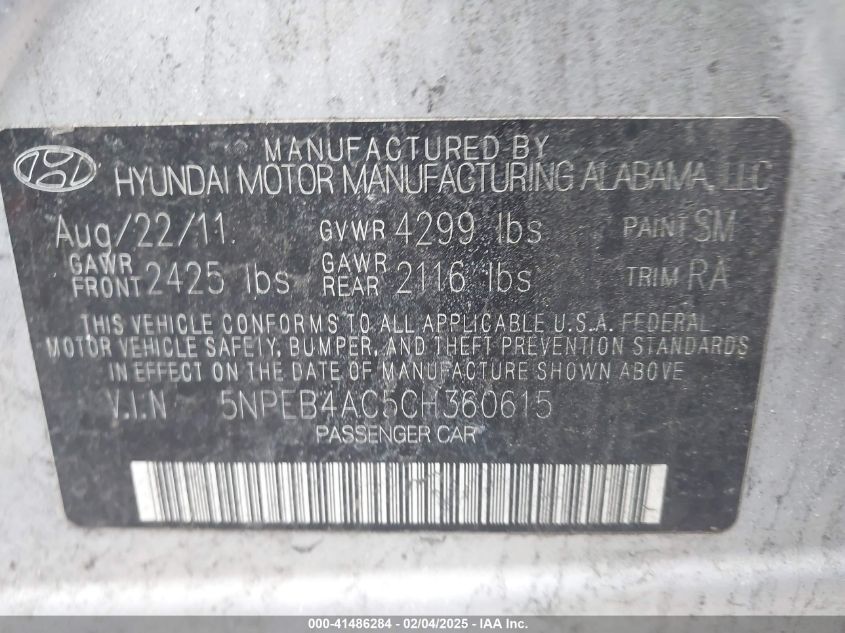 MANUFACTURED BY
HYUNDAI MOTOR MANUFACTURING ALABAMA, LLC
Aug/22/11 GVWR 4299 lbs PAINT SM
GAWR FRONT 2425 lbs GAWR REAR 2116 lbs TRIM RA
THIS VEHICLE CONFORMS TO ALL APPLICABLE U.S.A. FEDERAL
MOTOR VEHICLE SAFETY, BUMPER, AND THEFT PREVENTION STANDARDS
IN EFFECT ON THE DATE OF MANUFACTURE SHOWN ABOVE.
V.I.N 5NPEB4AC5CH360615
PASSENGER CAR
000-41486284 - 02/04/2025 - IAA Inc.